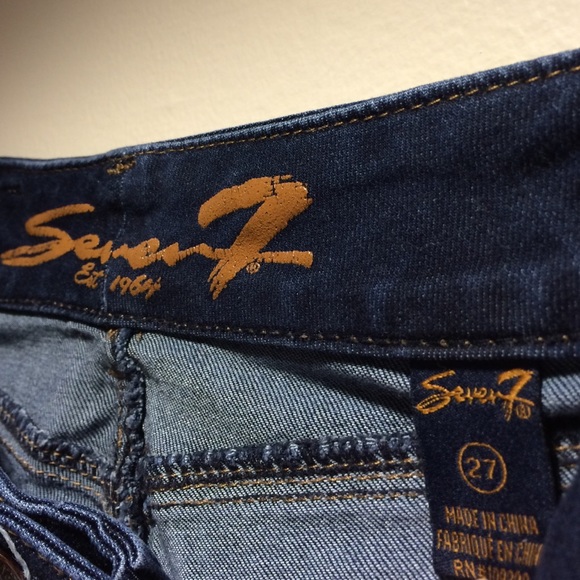 Seven7®
Est 1964
Seven7®
27
MADE IN CHINA
FABRIQUÉ EN CHINE